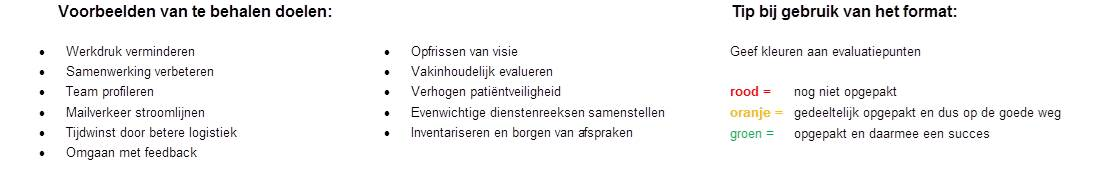 Voorbeelden van te behalen doelen:
• Werkdruk verminderen
• Samenwerking verbeteren
• Team profileren
• Mailverkeer stroomlijnen
• Tijdwinst door betere logistiek
• Omgaan met feedback
• Opfrissen van visie
• Vakinhoudelijk evalueren
• Verhogen patiëntveiligheid
• Evenwichtige dienstenreeksen samenstellen
• Inventariseren en borgen van afspraken
Tip bij gebruik van het format:
Geef kleuren aan evaluatiepunten
rood = nog niet opgepakt
oranje = gedeeltelijk opgepakt en dus op de goede weg
groen = opgepakt en daarmee een succes